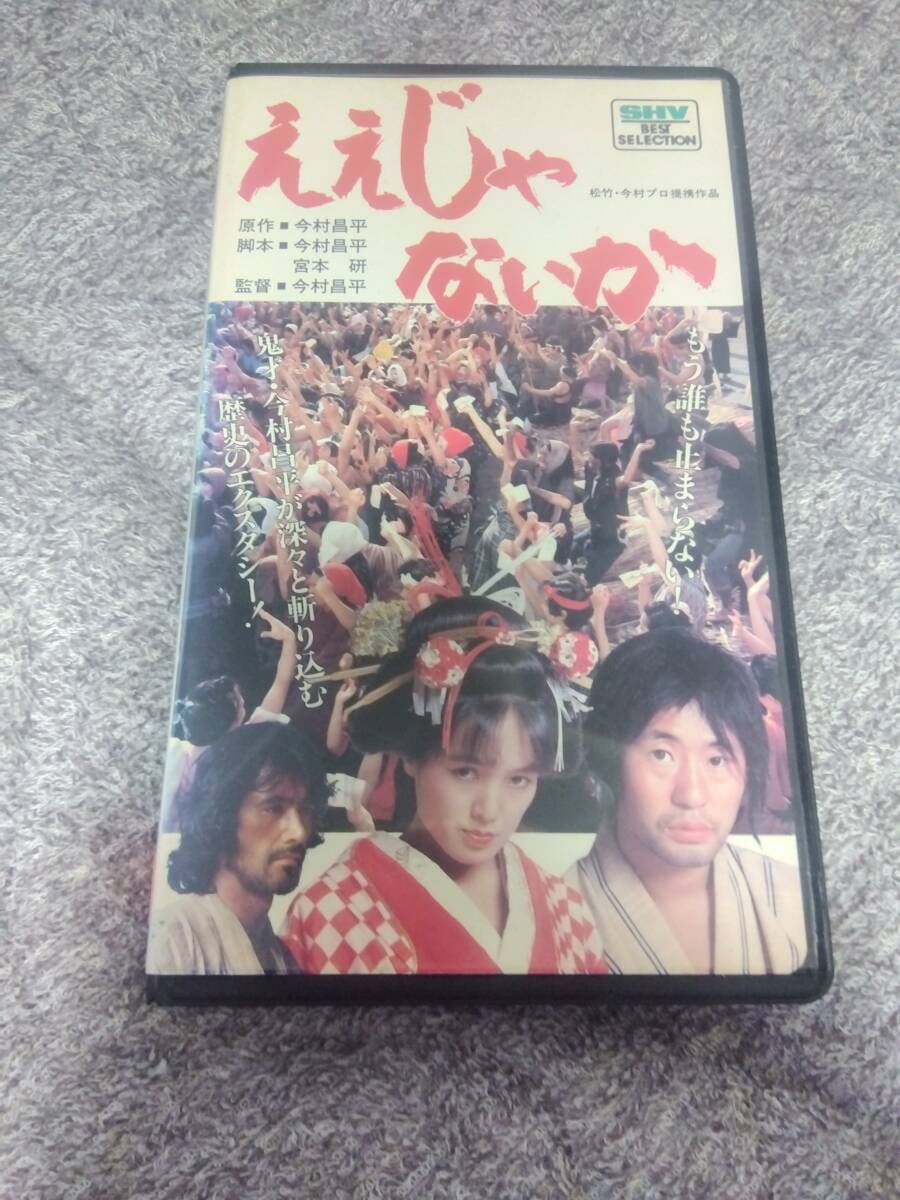 ええじゃ
ないか
SHV
BEST
SELECTION
松竹・今村プロ提携作品
原作■今村昌平
脚本■今村昌平
宮本 研
監督■今村昌平
もう誰も止まらない!
鬼才・今村昌平が深々と斬り込む
歴史のエクスタシー!